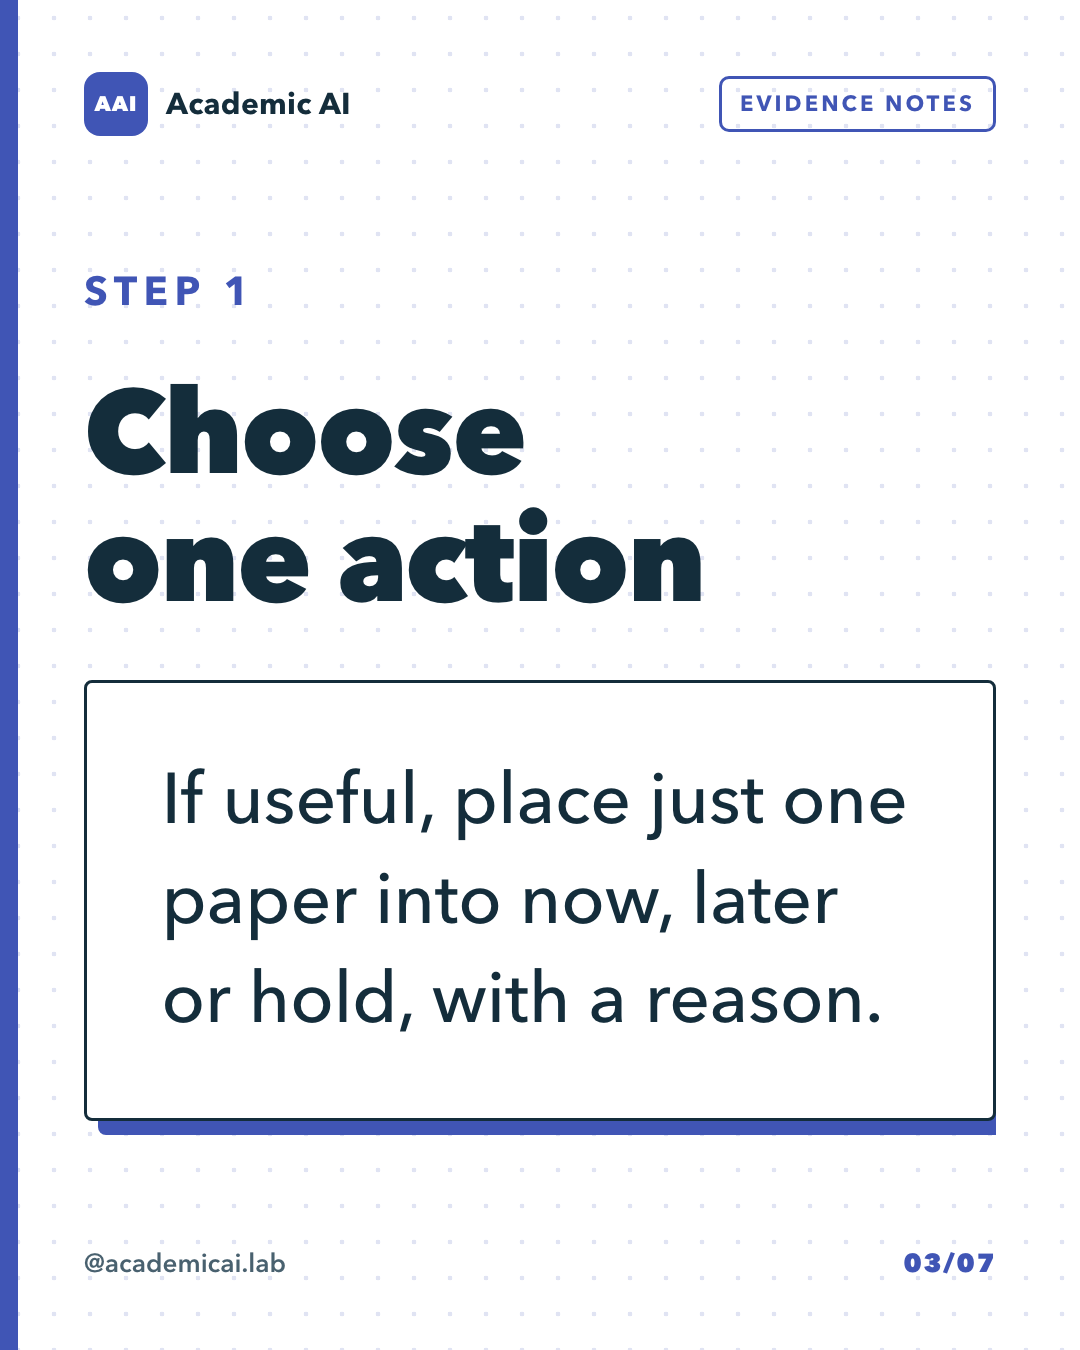 AAI
Academic AI
EVIDENCE NOTES
STEP 1
Choose
one action
If useful, place just one
paper into now, later
or hold, with a reason.
@academicai.lab
03/07